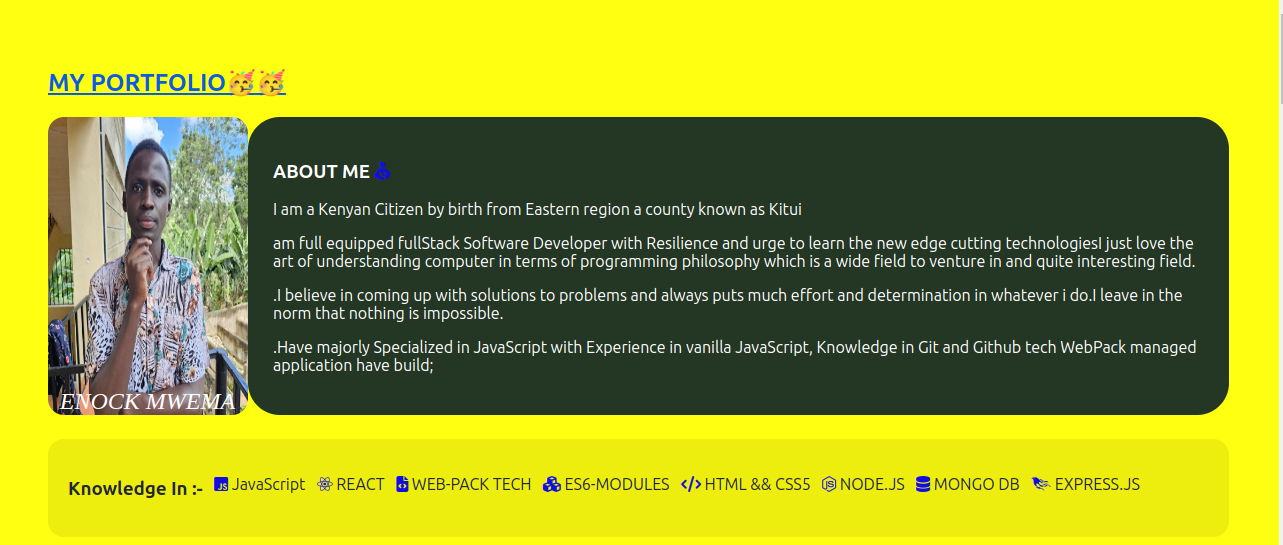 MY PORTFOLIO🥳🥳
ABOUT ME
I am a Kenyan Citizen by birth from Eastern region a county known as Kitui
am full equipped fullStack Software Developer with Resilience and urge to learn the new edge cutting technologiesI just love the
art of understanding computer in terms of programming philosophy which is a wide field to venture in and quite interesting field.
.I believe in coming up with solutions to problems and always puts much effort and determination in whatever i do.I leave in the
norm that nothing is impossible.
.Have majorly Specialized in JavaScript with Experience in vanilla JavaScript, Knowledge in Git and Github tech WebPack managed
application have build;
ENOCK MWEMA
Knowledge In :- JavaScript REACT WEB-PACK TECH ES6-MODULES HTML && CSS5 NODE.JS MONGO DB EXPRESS.JS